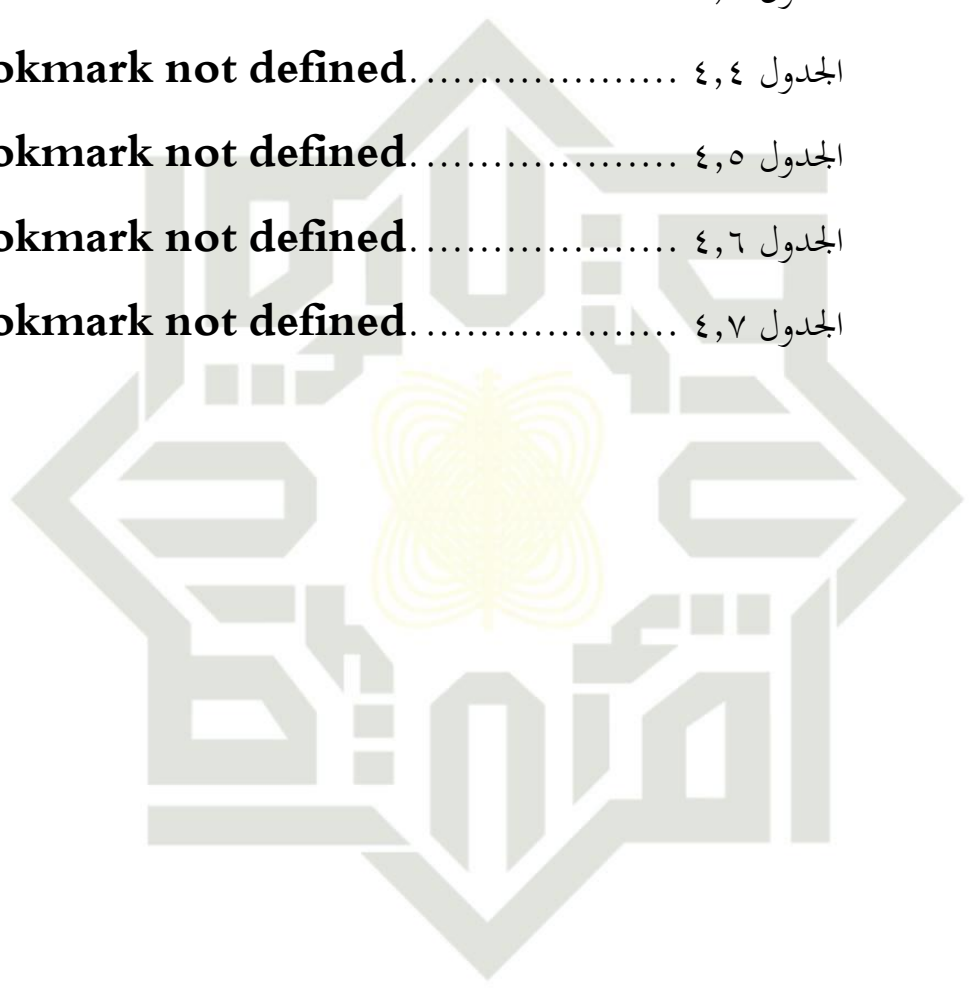 الجدول ٤,٤ .................... okmark not defined.
الجدول ٤,٥ .................... okmark not defined.
الجدول ٤,٦ .................... okmark not defined.
الجدول ٤,٧ .................... okmark not defined.